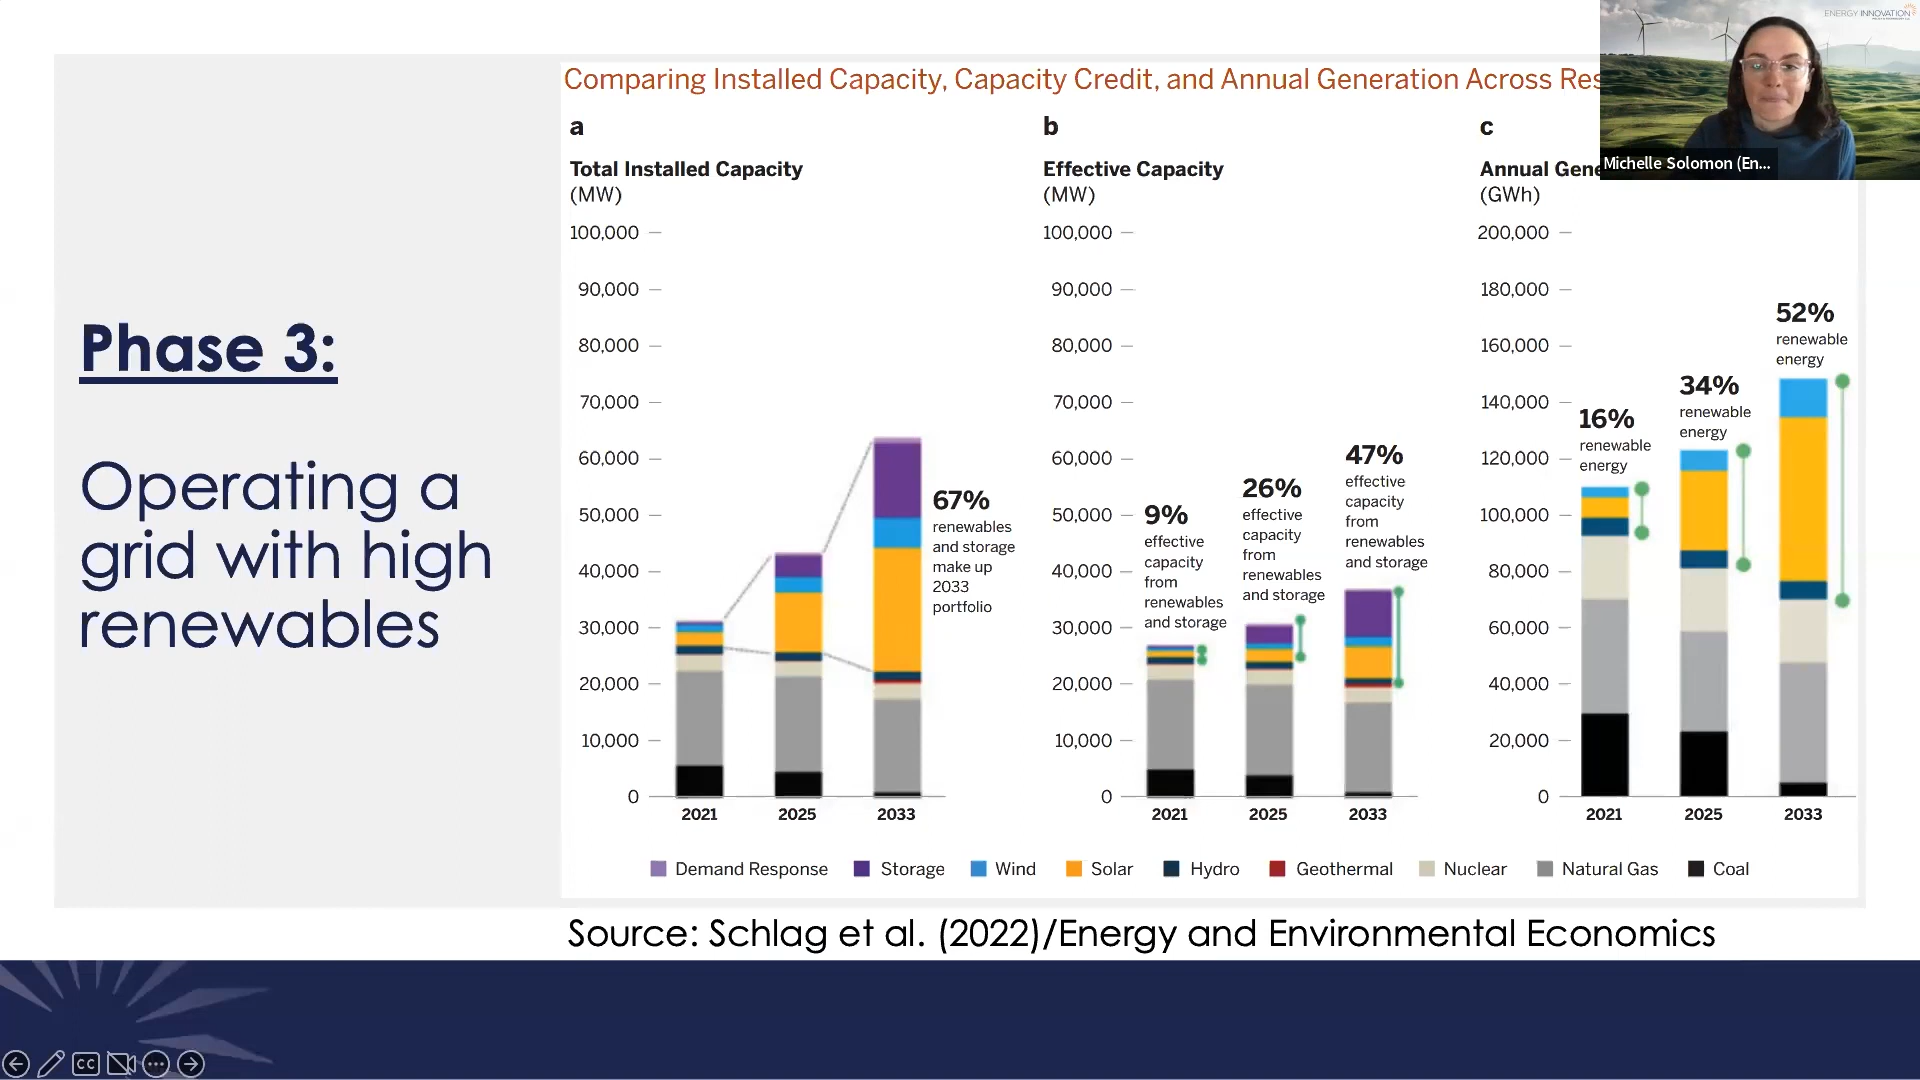 ENERGY INNOVATION
Michelle Solomon (En...
Phase 3:
Operating a
grid with high
renewables
Comparing Installed Capacity, Capacity Credit, and Annual Generation Across Res
a
Total Installed Capacity
(MW)
100,000
90,000
80,000
70,000
60,000
50,000
40,000
30,000
20,000
10,000
0
2021
2025
2033
67%
renewables
and storage
make up
2033
portfolio
b
Effective Capacity
(MW)
100,000
90,000
80,000
70,000
60,000
50,000
40,000
30,000
20,000
10,000
0
9%
effective
capacity
from
renewables
and storage
26%
effective
capacity
from
renewables
and storage
47%
effective
capacity
from
renewables
and storage
2021
2025
2033
c
Annual Gene
(GWh)
200,000
180,000
160,000
140,000
120,000
100,000
80,000
60,000
40,000
20,000
0
16%
renewable
energy
34%
renewable
energy
52%
renewable
energy
2021
2025
2033
Demand Response Storage Wind Solar Hydro Geothermal Nuclear Natural Gas Coal
Source: Schlag et al. (2022)/Energy and Environmental Economics
CC